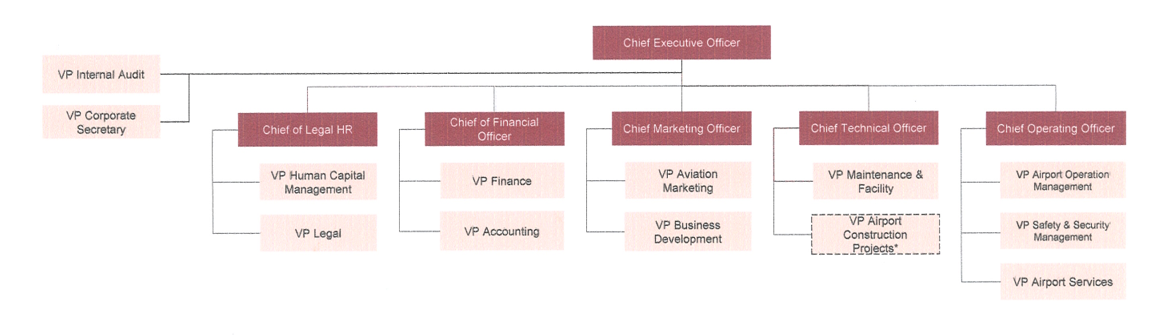 Chief Executive Officer
VP Internal Audit
VP Corporate
Secretary
Chief of Legal HR
Chief of Financial
Officer
Chief Marketing Officer
Chief Technical Officer
Chief Operating Officer
VP Human Capital
Management
VP Legal
VP Finance
VP Accounting
VP Aviation
Marketing
VP Business
Development
VP Maintenance &
Facility
VP Airport
Construction
Projects*
VP Airport Operation
Management
VP Safety & Security
Management
VP Airport Services